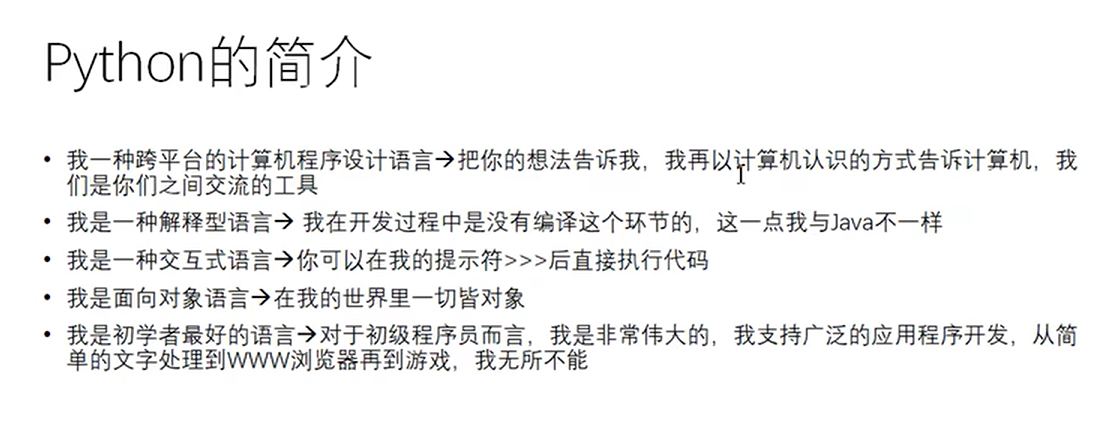 Python的简介
• 我一种跨平台的计算机程序设计语言→把你的想法告诉我，我再以计算机认识的方式告诉计算机，我
们是你们之间交流的工具
• 我是一种解释型语言→ 我在开发过程中是没有编译这个环节的，这一点我与Java不一样
• 我是一种交互式语言→你可以在我的提示符>>>后直接执行代码
• 我是面向对象语言→在我的世界里一切皆对象
• 我是初学者最好的语言→对于初级程序员而言，我是非常伟大的，我支持广泛的应用程序开发，从简
单的文字处理到WWW浏览器再到游戏，我无所不能